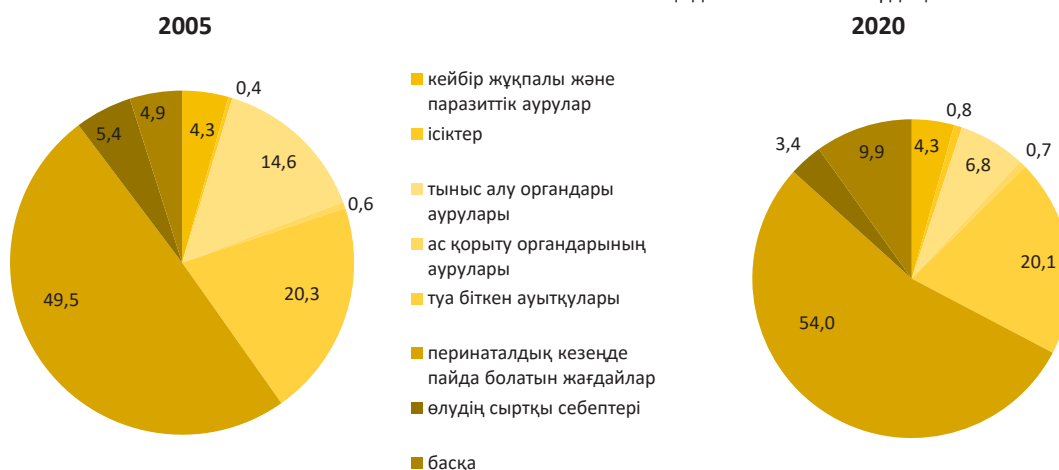 2005
2020
0,4
4,9
4,3
5,4
14,6
0,6
20,3
49,5
кейбір жұқпалы және
паразиттік аурулар
ісіктер
тыныс алу органдары
аурулары
ас қорыту органдарының
аурулары
туа біткен ауытқулары
перинаталдық кезеңде
пайда болатын жағдайлар
өлудің сыртқы себептері
басқа
0,8
3,4
9,9
4,3
0,7
6,8
20,1
54,0